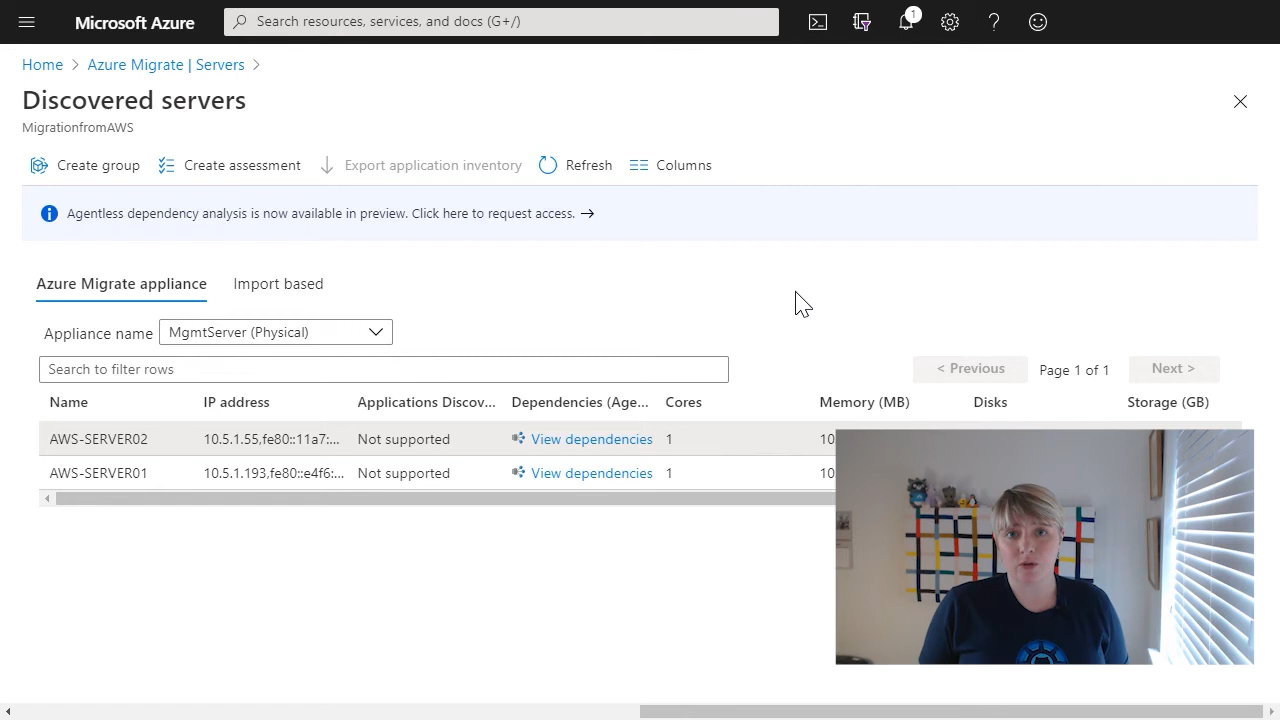 Microsoft Azure
Search resources, services, and docs (G+/)
1
Home > Azure Migrate | Servers >
Discovered servers
MigrationfromAWS
Create group
Create assessment
Export application inventory
Refresh
Columns
Agentless dependency analysis is now available in preview. Click here to request access. →
Azure Migrate appliance
Import based
Appliance name
MgmtServer (Physical)
Search to filter rows
< Previous
Page 1 of 1
Next >
Name IP address Applications Discov... Dependencies (Age... Cores Memory (MB) Disks Storage (GB)
AWS-SERVER02 10.5.1.55,fe80::11a7:... Not supported View dependencies 1 10
AWS-SERVER01 10.5.1.193,fe80::e4f6:... Not supported View dependencies 1 10